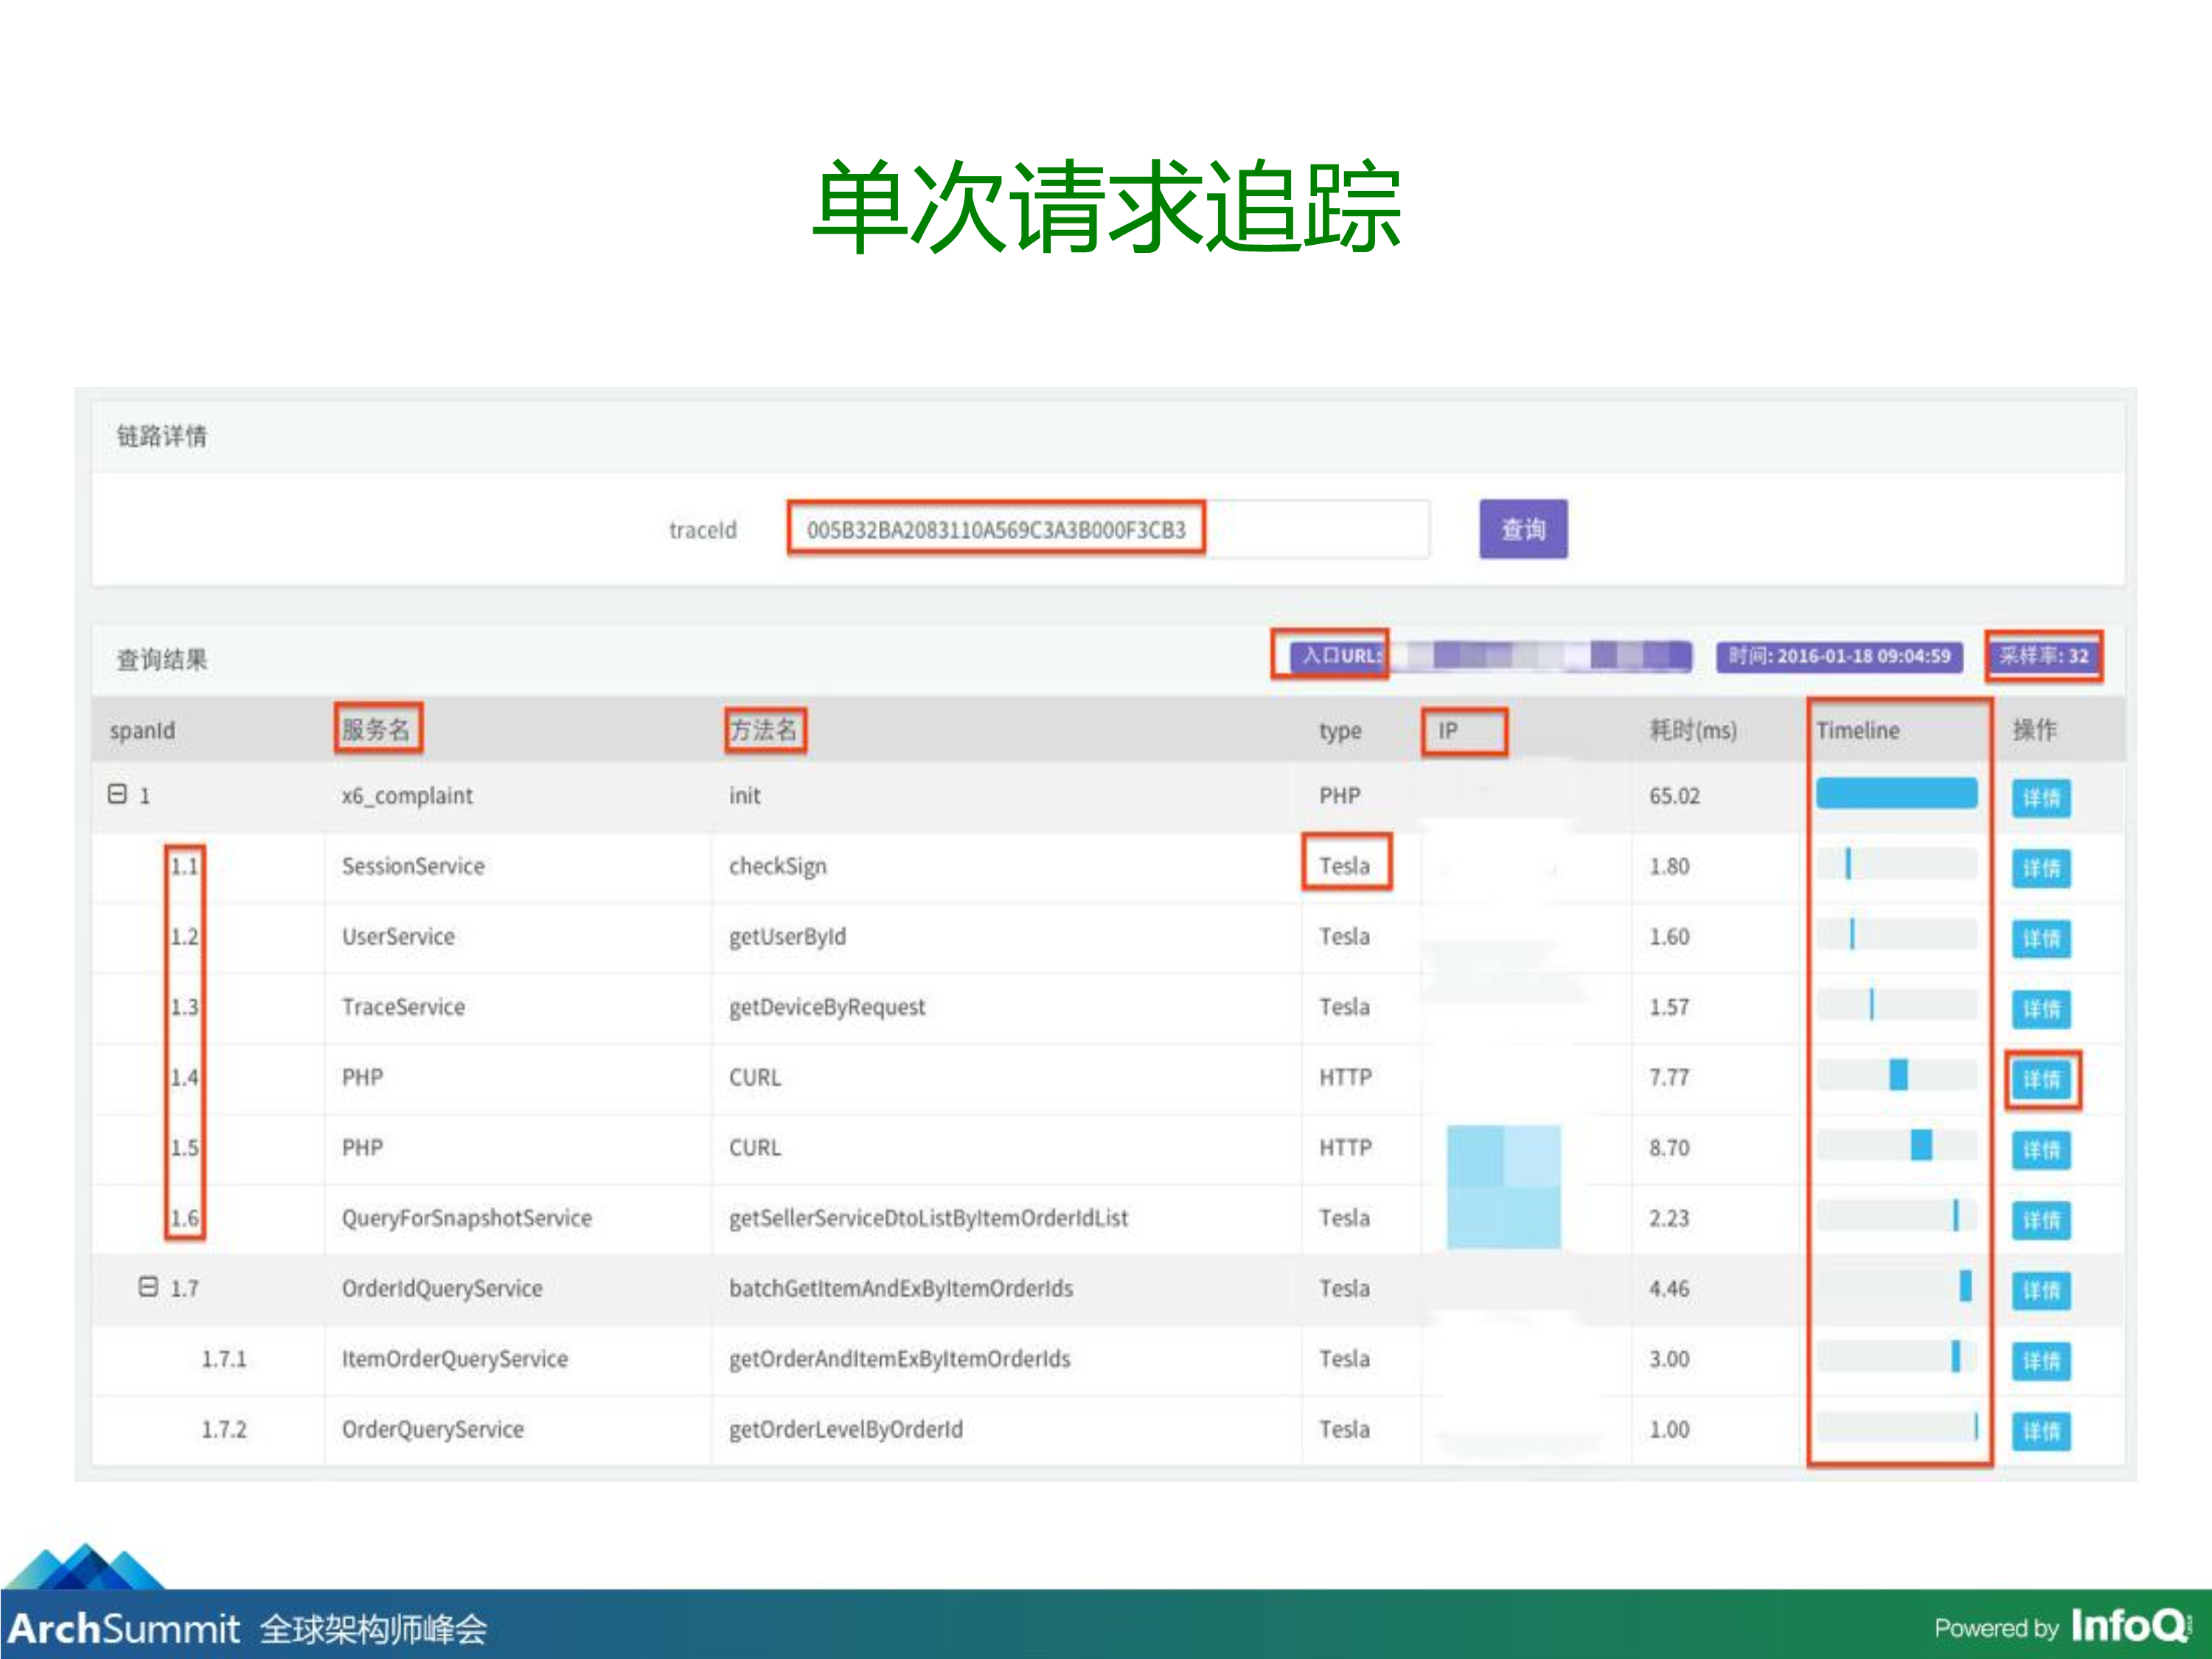 单次请求追踪
链路详情
traceId 005B32BA2083110A569C3A3B000F3CB3 查询
查询结果 入口URL: 时间: 2016-01-18 09:04:59 采样率: 32
spanId 服务名 方法名 type IP 耗时(ms) Timeline 操作
1 x6_complaint init PHP 65.02 详情
1.1 SessionService checkSign Tesla 1.80 详情
1.2 UserService getUserById Tesla 1.60 详情
1.3 TraceService getDeviceByRequest Tesla 1.57 详情
1.4 PHP CURL HTTP 7.77 详情
1.5 PHP CURL HTTP 8.70 详情
1.6 QueryForSnapshotService getSellerServiceDtoListByItemOrderIdList Tesla 2.23 详情
1.7 OrderIdQueryService batchGetItemAndExByItemOrderIds Tesla 4.46 详情
1.7.1 ItemOrderQueryService getOrderAndItemExByItemOrderIds Tesla 3.00 详情
1.7.2 OrderQueryService getOrderLevelByOrderId Tesla 1.00 详情
ArchSummit 全球架构师峰会 Powered by InfoQ